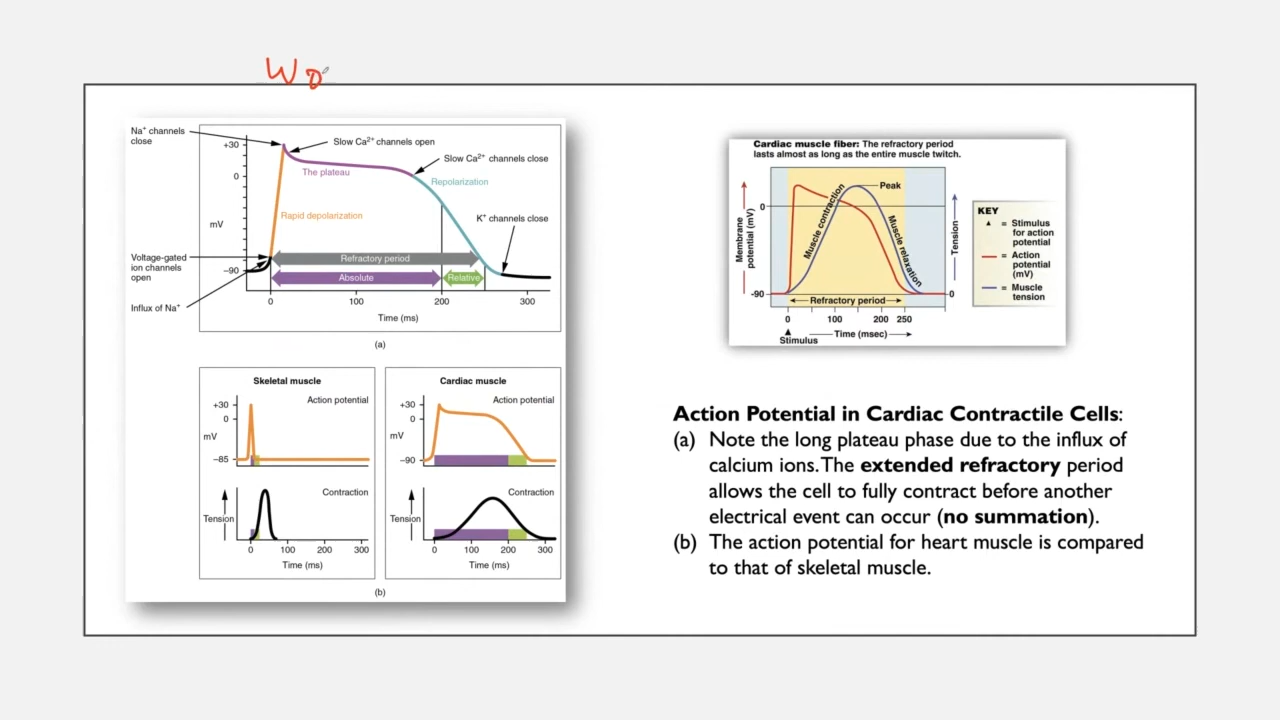 Wo
Na⁺ channels
close
+30
Slow Ca²⁺ channels open
Slow Ca²⁺ channels close
0
The plateau
Repolarization
Rapid depolarization
K⁺ channels close
mV
Voltage-gated
ion channels
open
Refractory period
−90
Absolute
Relative
Influx of Na⁺
0 100 200 300
Time (ms)
(a)
Skeletal muscle
+30
Action potential
0
mV
−85
Contraction
Tension
0 100 200 300
Time (ms)
Cardiac muscle
+30
Action potential
0
mV
−90
Contraction
Tension
0 100 200 300
Time (ms)
(b)
Cardiac muscle fiber: The refractory period
lasts almost as long as the entire muscle twitch.
Peak
0
Membrane
potential (mV)
Muscle contraction
Muscle relaxation
Tension
-90
Refractory period
0
0 100 200 250
Time (msec)
Stimulus
KEY
▲ = Stimulus
for action
potential
= Action
potential
(mV)
= Muscle
tension
Action Potential in Cardiac Contractile Cells:
(a) Note the long plateau phase due to the influx of
calcium ions. The extended refractory period
allows the cell to fully contract before another
electrical event can occur (no summation).
(b) The action potential for heart muscle is compared
to that of skeletal muscle.